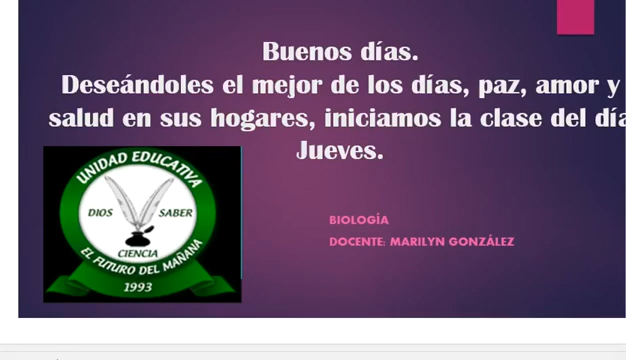 Buenos días.
Deseándoles el mejor de los días, paz, amor y
salud en sus hogares, iniciamos la clase del día
Jueves.
UNIDAD EDUCATIVA
DIOS SABER
CIENCIA
EL FUTURO DEL MAÑANA
1993
BIOLOGÍA
DOCENTE: MARILYN GONZÁLEZ